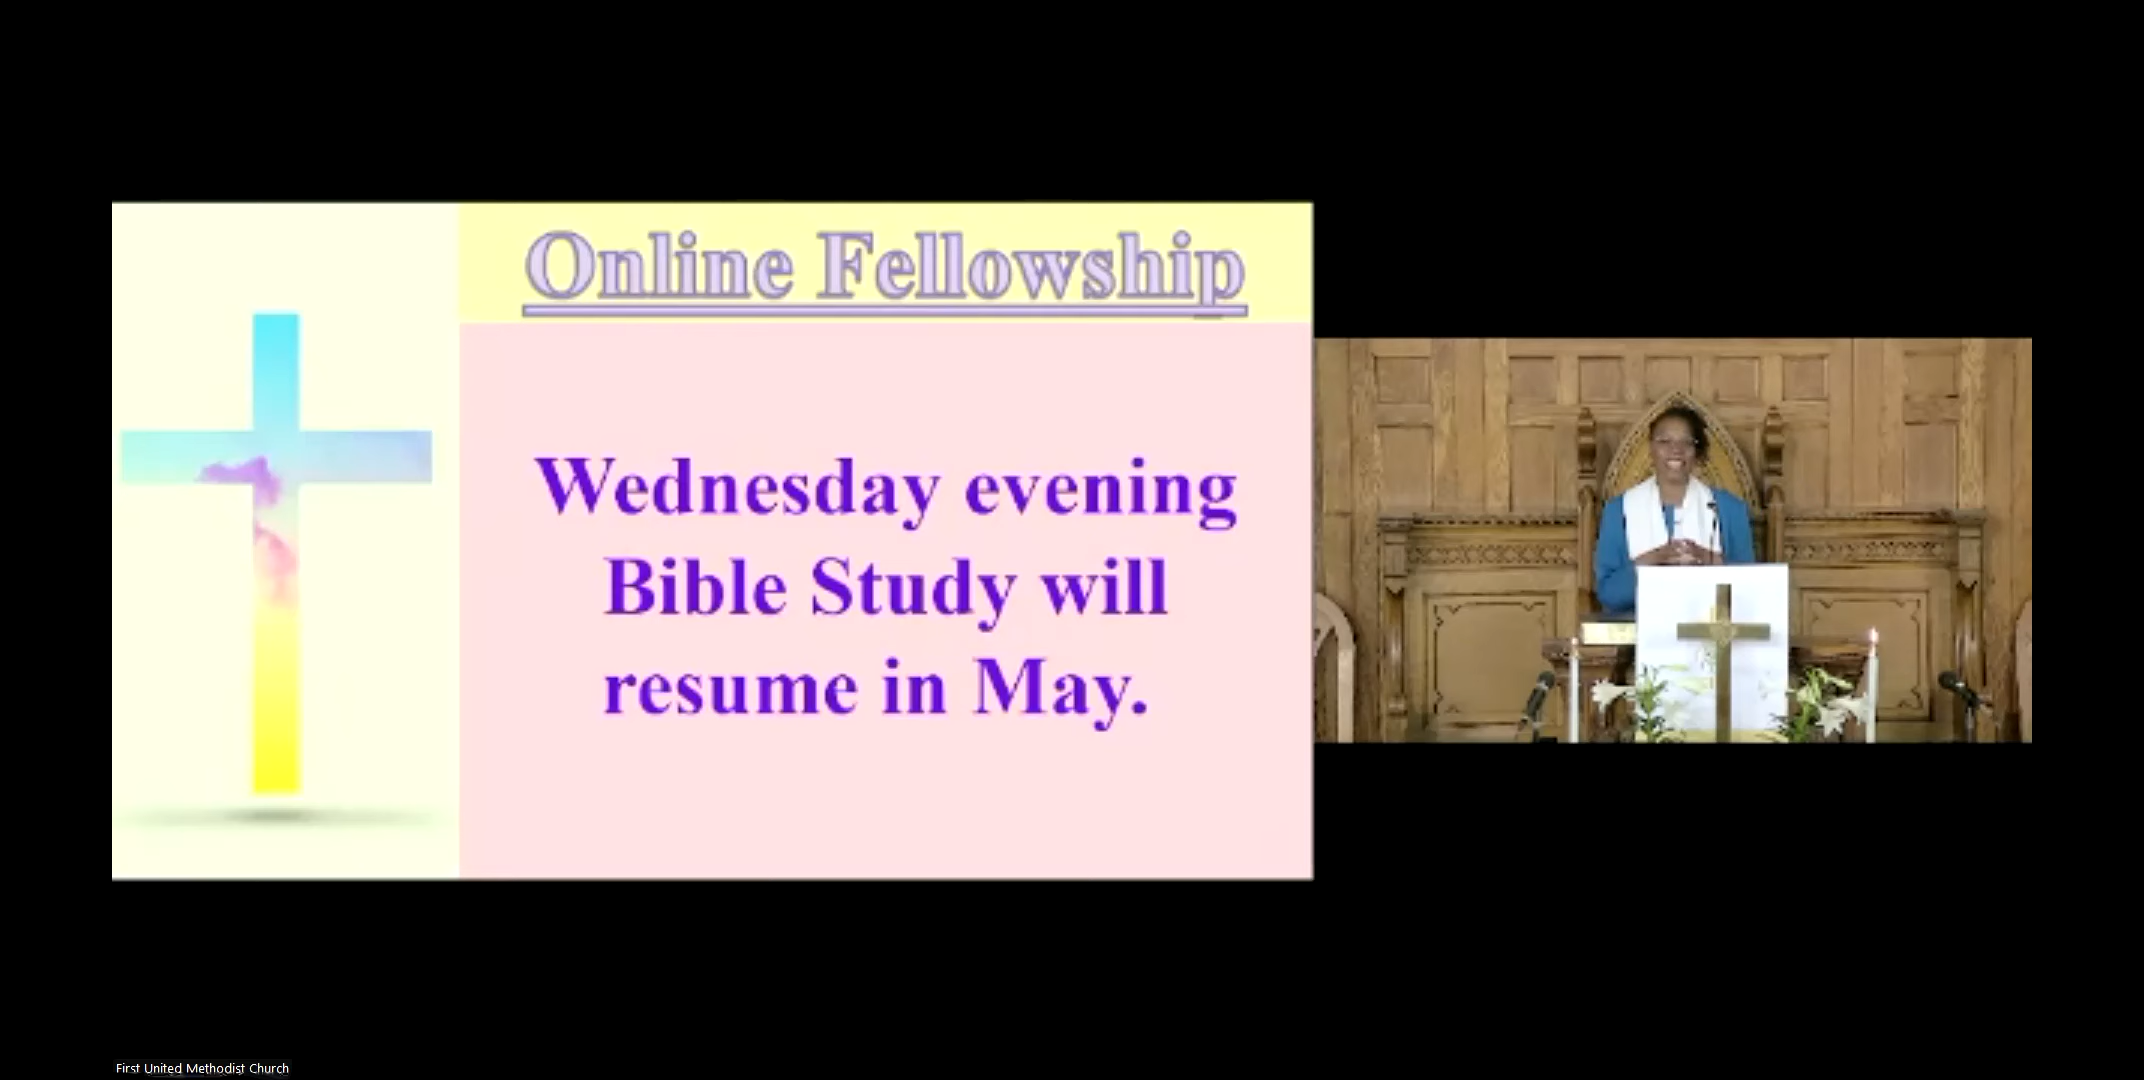 Online Fellowship
Wednesday evening
Bible Study will
resume in May.
First United Methodist Church